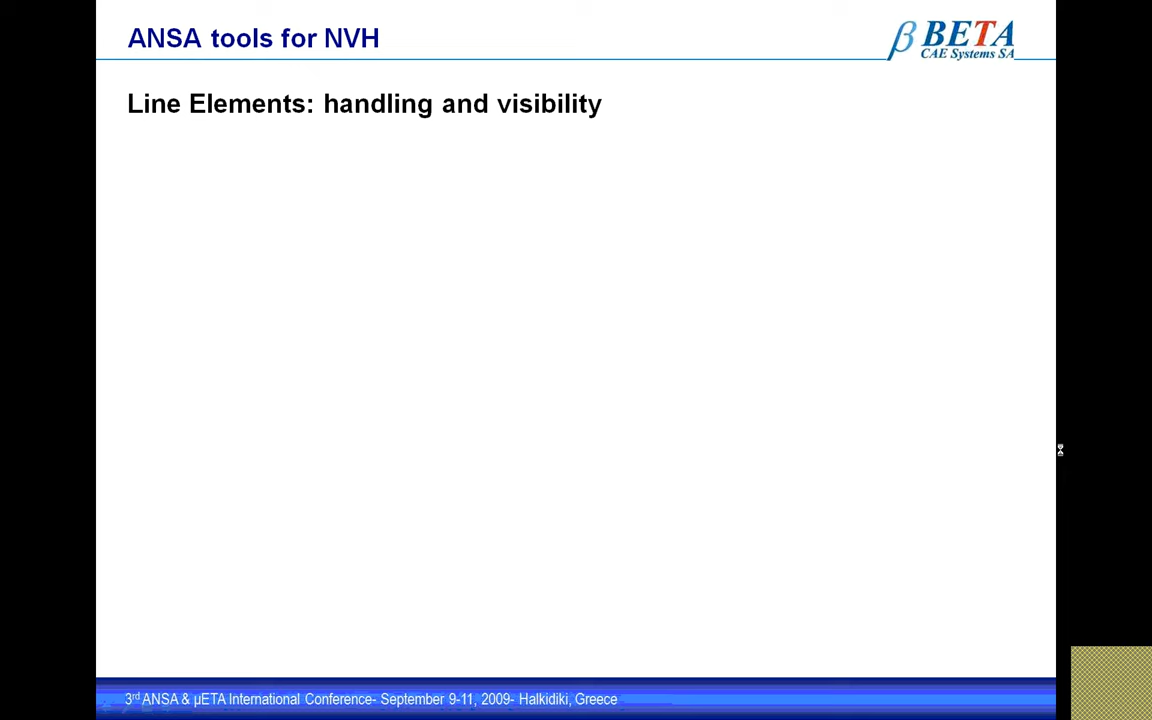 ANSA tools for NVH
β BETA
CAE Systems SA
Line Elements: handling and visibility
3rd ANSA & μETA International Conference- September 9-11, 2009- Halkidiki, Greece